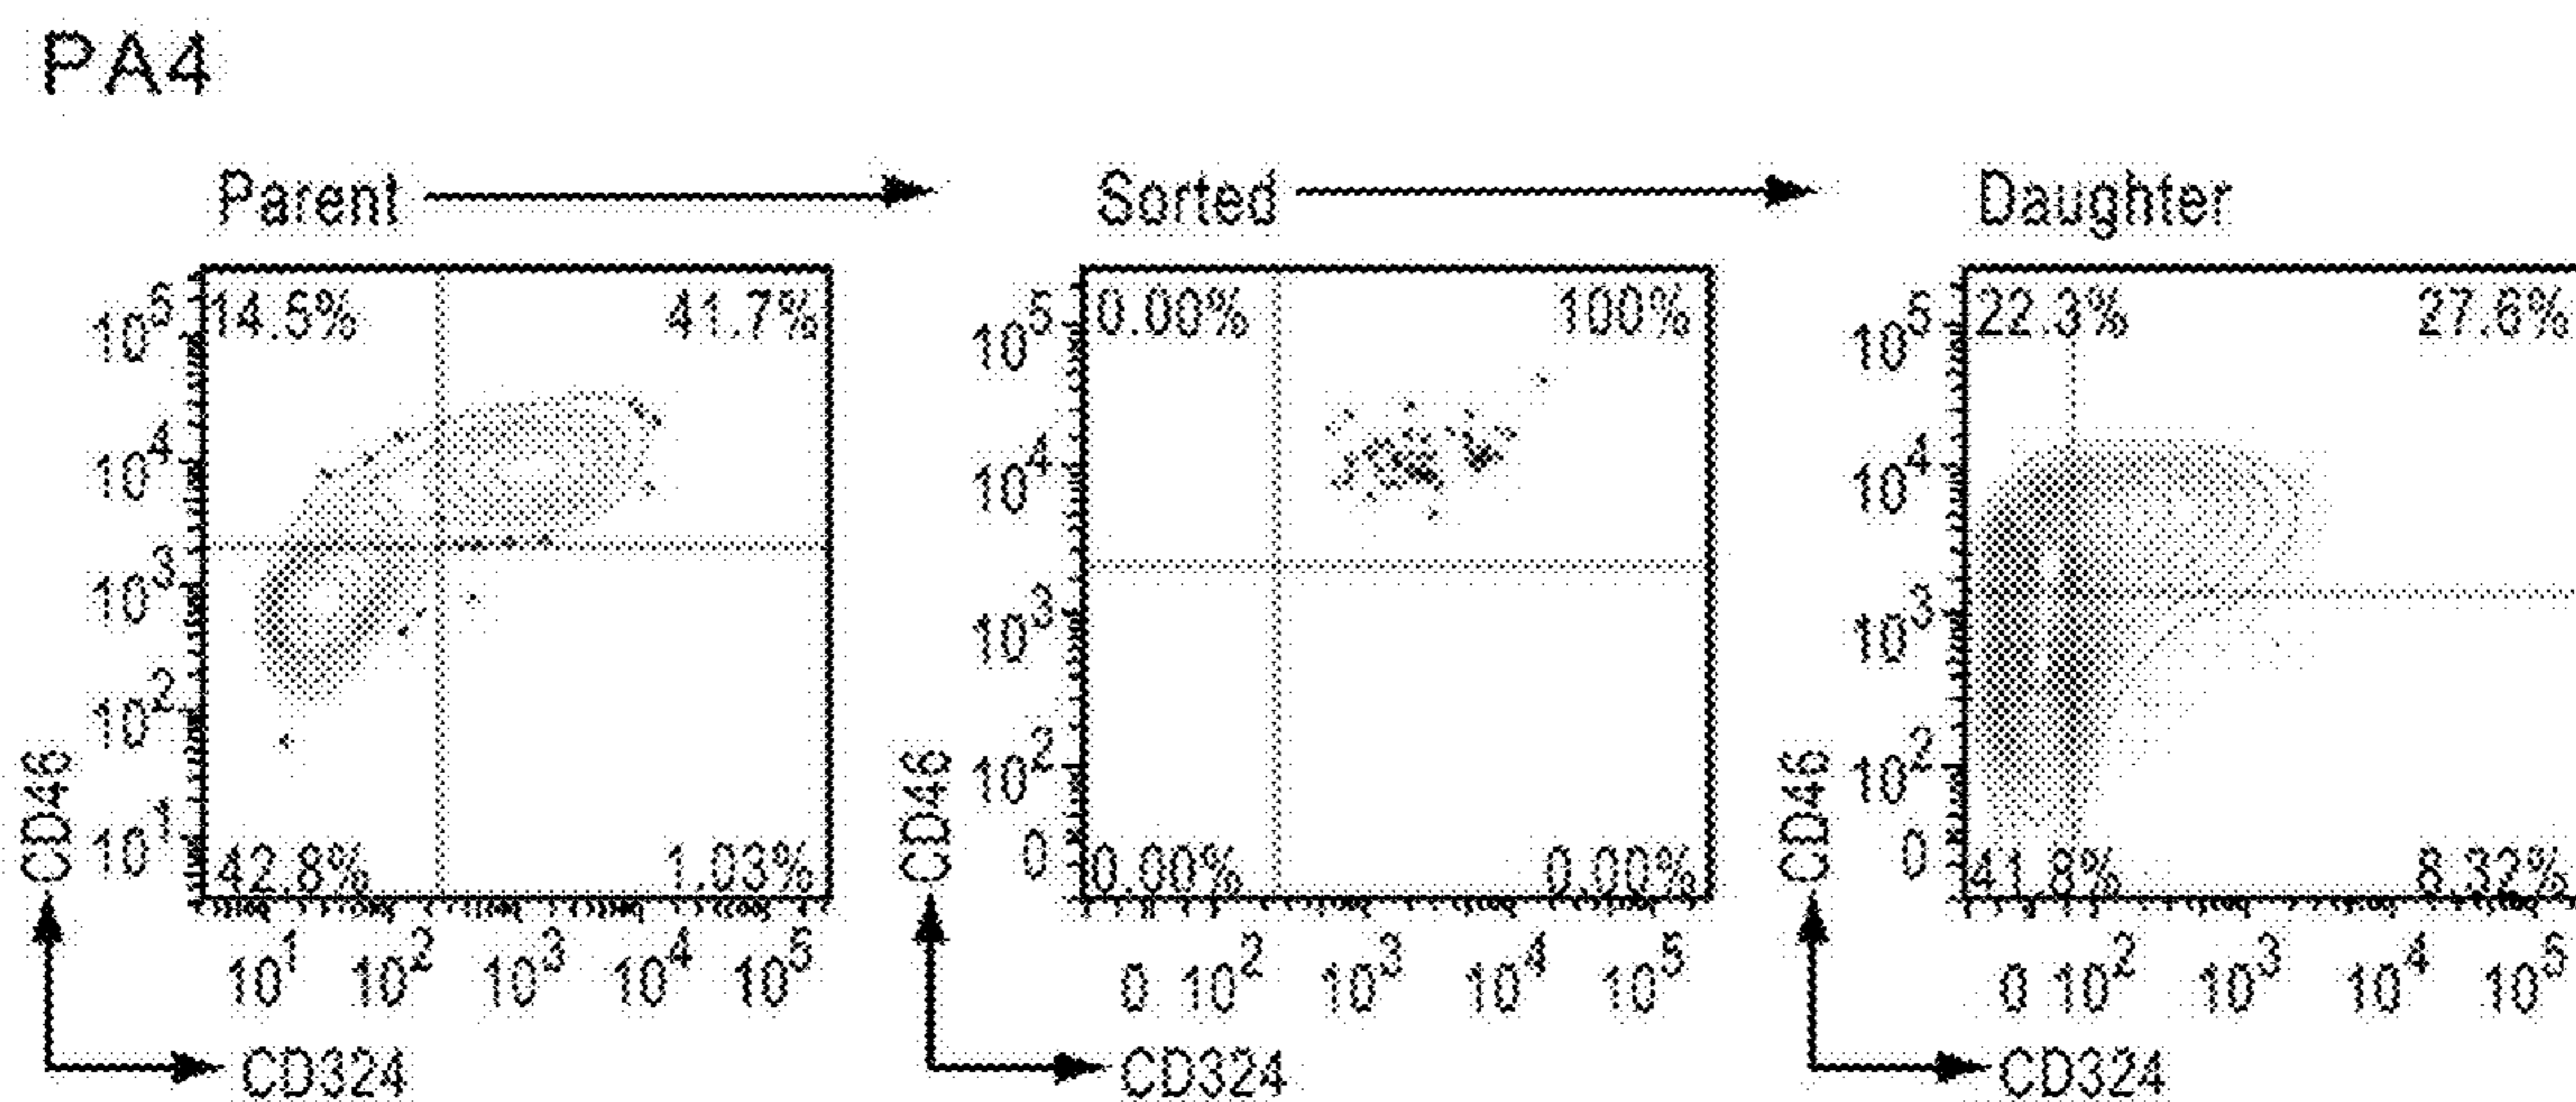 PA4
Parent Sorted Daughter
14.5% 41.7%
42.8% 1.03%
10^5
10^4
10^3
10^2
10^1
CD46
10^1 10^2 10^3 10^4 10^5
CD324
0.00% 100%
0.00% 0.00%
10^5
10^4
10^3
10^2
0
CD46
0 10^2 10^3 10^4 10^5
CD324
22.3% 27.6%
41.8% 8.32%
10^5
10^4
10^3
10^2
0
CD46
0 10^2 10^3 10^4 10^5
CD324